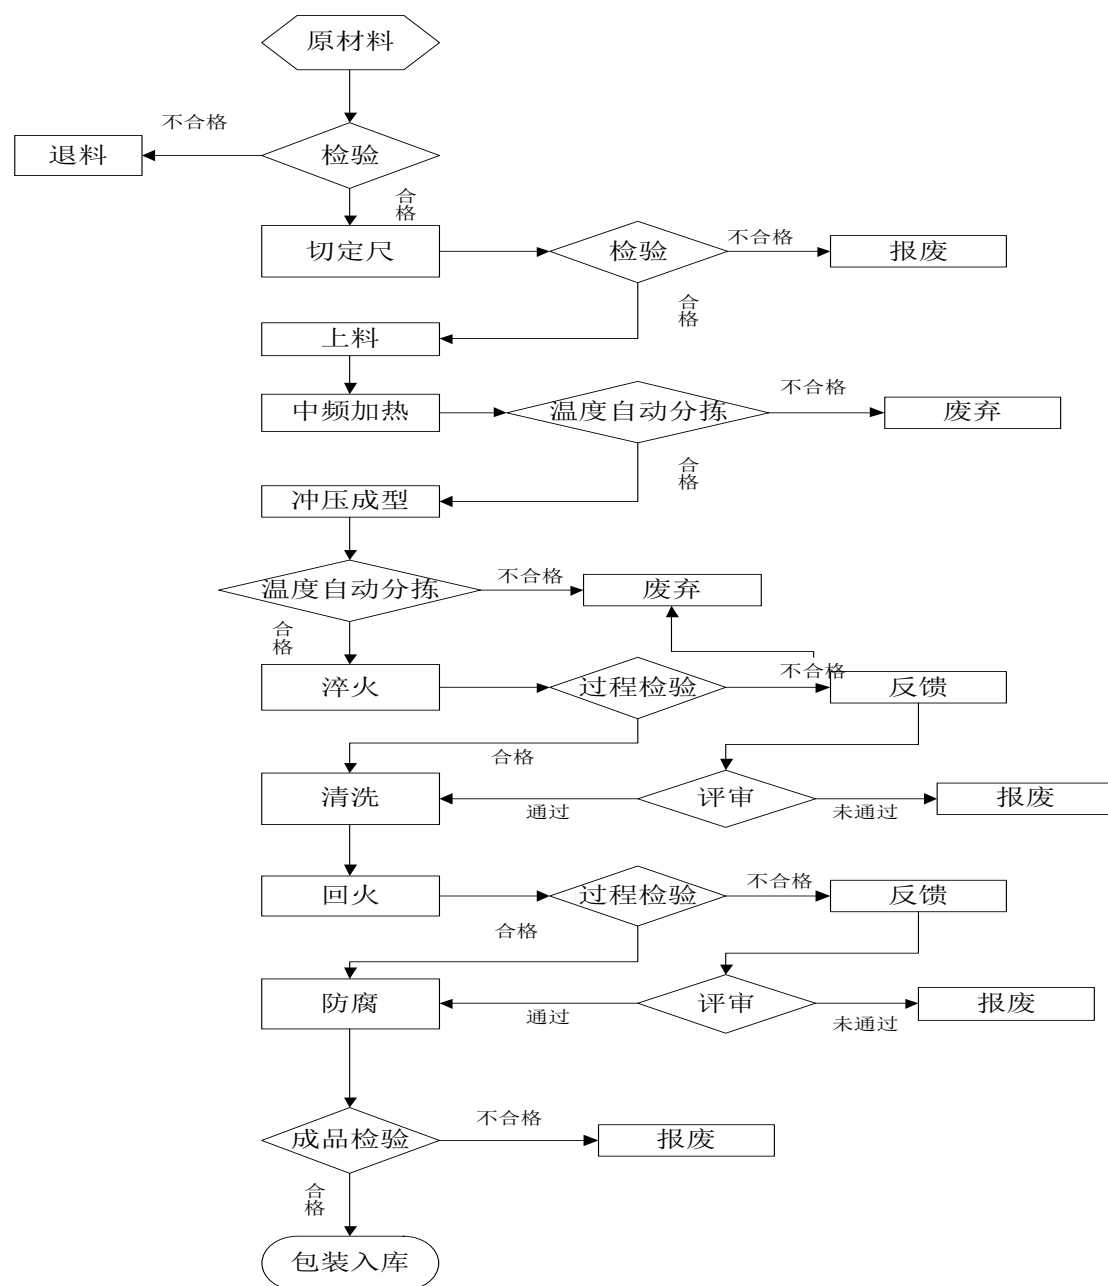 原材料
不合格
退料
检验
合格
切定尺
检验
不合格
报废
合格
上料
中频加热
温度自动分拣
不合格
废弃
合格
冲压成型
温度自动分拣
不合格
废弃
合格
淬火
过程检验
不合格
反馈
合格
清洗
通过
评审
未通过
报废
回火
过程检验
不合格
反馈
合格
防腐
通过
评审
未通过
报废
成品检验
不合格
报废
合格
包装入库